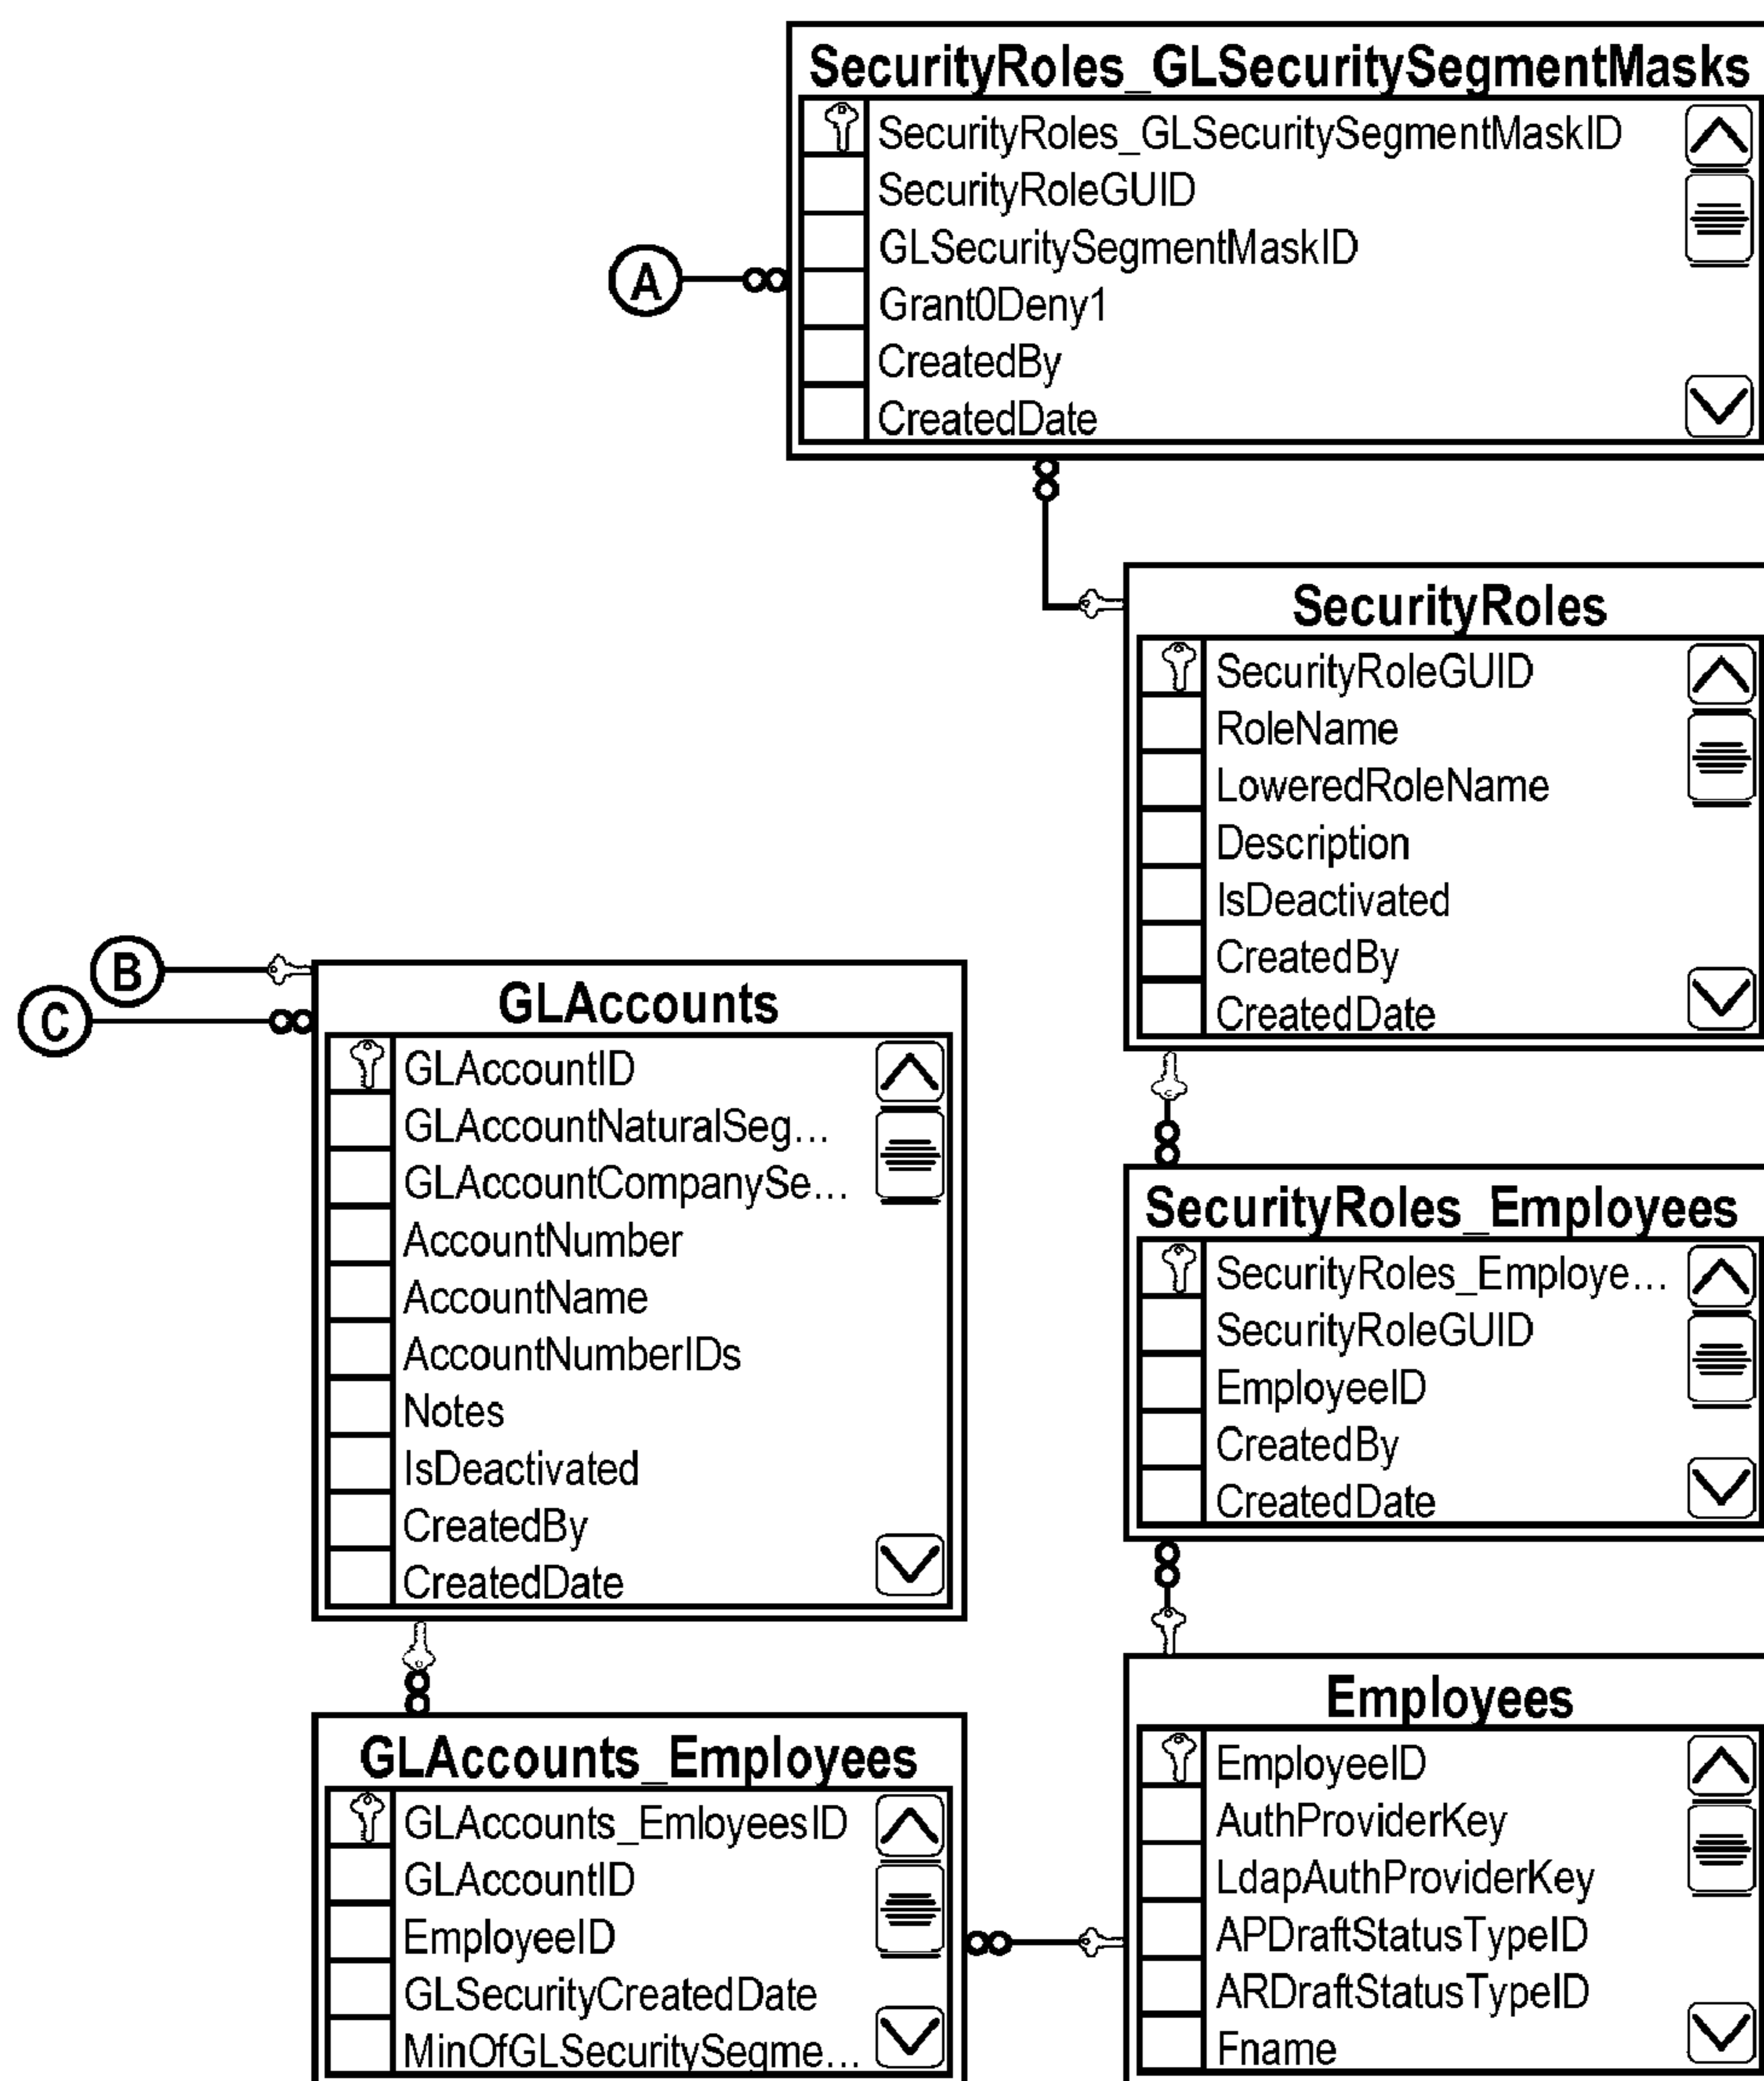 SecurityRoles_GLSecuritySegmentMasks
SecurityRoles_GLSecuritySegmentMaskID
SecurityRoleGUID
GLSecuritySegmentMaskID
Grant0Deny1
CreatedBy
CreatedDate
A
SecurityRoles
SecurityRoleGUID
RoleName
LoweredRoleName
Description
IsDeactivated
CreatedBy
CreatedDate
B
C
GLAccounts
GLAccountID
GLAccountNaturalSeg...
GLAccountCompanySe...
AccountNumber
AccountName
AccountNumberIDs
Notes
IsDeactivated
CreatedBy
CreatedDate
SecurityRoles_Employees
SecurityRoles_Employe...
SecurityRoleGUID
EmployeeID
CreatedBy
CreatedDate
GLAccounts_Employees
GLAccounts_EmloyeesID
GLAccountID
EmployeeID
GLSecurityCreatedDate
MinOfGLSecuritySegme...
Employees
EmployeeID
AuthProviderKey
LdapAuthProviderKey
APDraftStatusTypeID
ARDraftStatusTypeID
Fname